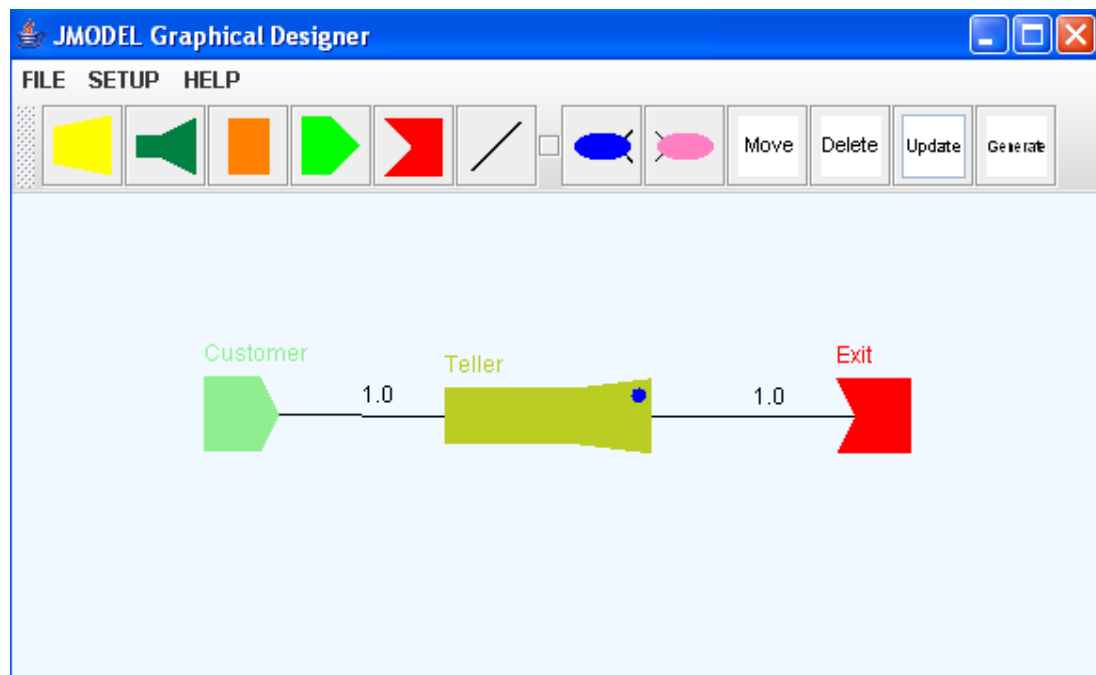 JMODEL Graphical Designer
FILE SETUP HELP
Move Delete Update Generate
Customer
Teller
Exit
1.0
1.0